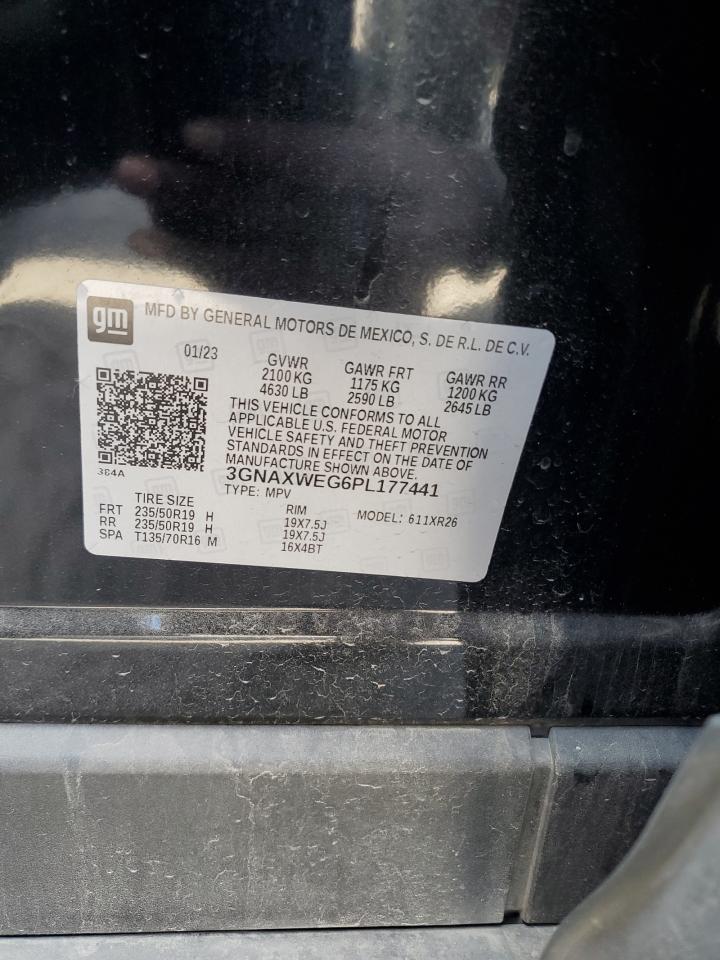 gm
MFD BY GENERAL MOTORS DE MEXICO, S. DE R.L. DE C.V.
01/23 GVWR GAWR FRT GAWR RR
2100 KG 1175 KG 1200 KG
4630 LB 2590 LB 2645 LB
THIS VEHICLE CONFORMS TO ALL
APPLICABLE U.S. FEDERAL MOTOR
VEHICLE SAFETY AND THEFT PREVENTION
STANDARDS IN EFFECT ON THE DATE OF
MANUFACTURE SHOWN ABOVE.
384A
3GNAXWEG6PL177441
TYPE: MPV
TIRE SIZE RIM MODEL: 611XR26
FRT 235/50R19 H 19X7.5J
RR 235/50R19 H 19X7.5J
SPA T135/70R16 M 16X4BT